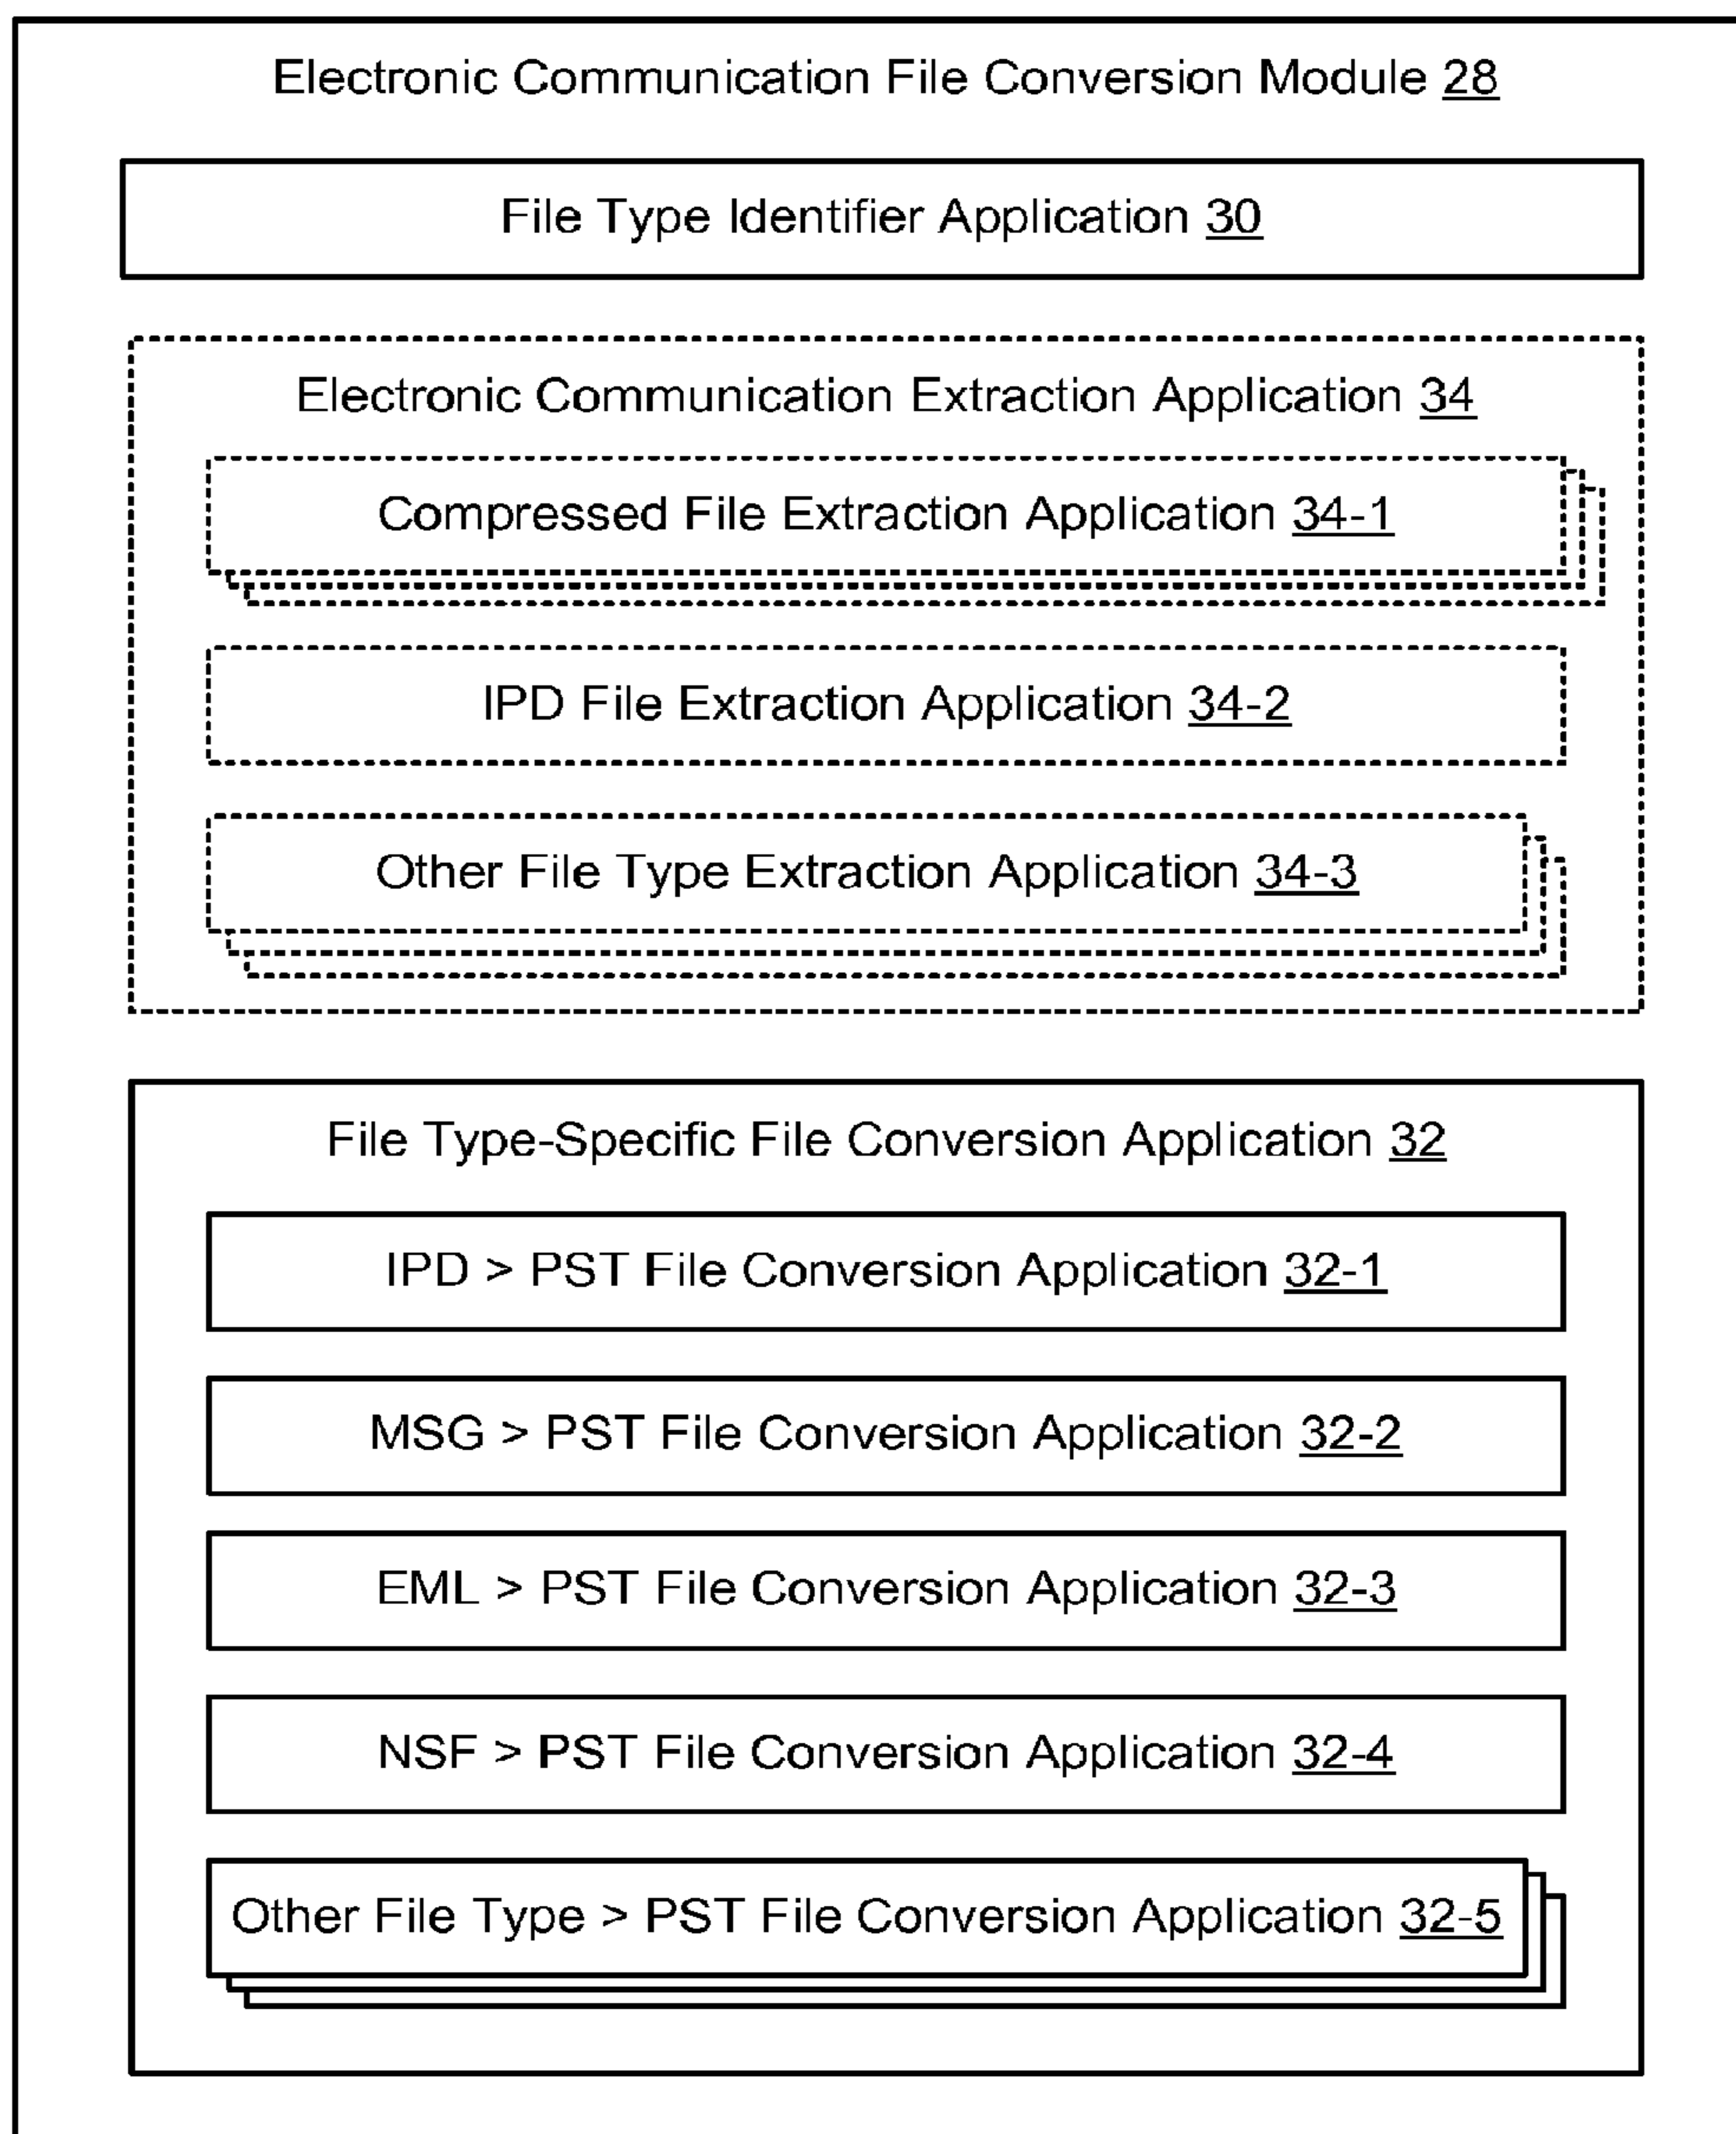 Electronic Communication File Conversion Module 28
File Type Identifier Application 30
Electronic Communication Extraction Application 34
Compressed File Extraction Application 34-1
IPD File Extraction Application 34-2
Other File Type Extraction Application 34-3
File Type-Specific File Conversion Application 32
IPD > PST File Conversion Application 32-1
MSG > PST File Conversion Application 32-2
EML > PST File Conversion Application 32-3
NSF > PST File Conversion Application 32-4
Other File Type > PST File Conversion Application 32-5